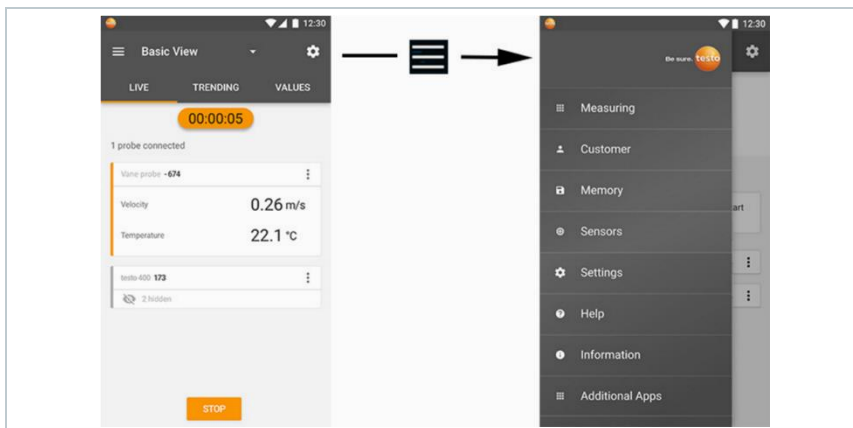 12:30
Basic View
LIVE TRENDING VALUES
00:00:05
1 probe connected
Vane probe -674
Velocity 0.26 m/s
Temperature 22.1 °C
testo 400 173
2 hidden
STOP
12:30
Be sure. testo
Measuring
Customer
Memory
Sensors
Settings
Help
Information
Additional Apps
art